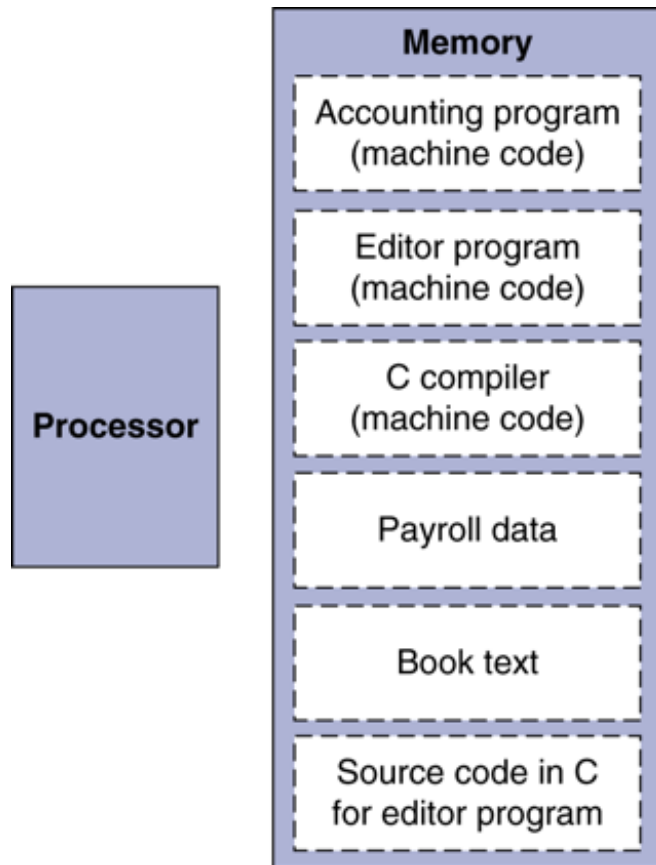 Memory
Accounting program
(machine code)
Editor program
(machine code)
C compiler
(machine code)
Processor
Payroll data
Book text
Source code in C
for editor program